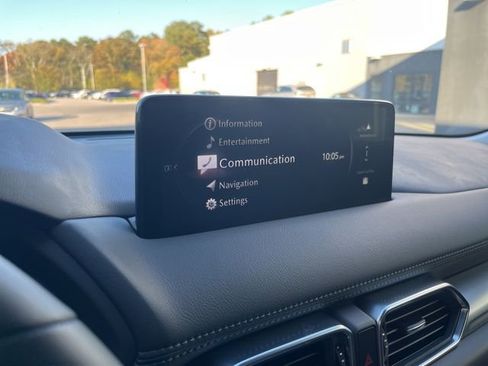 Information
Entertainment
Communication
10:05 pm
Navigation
Settings